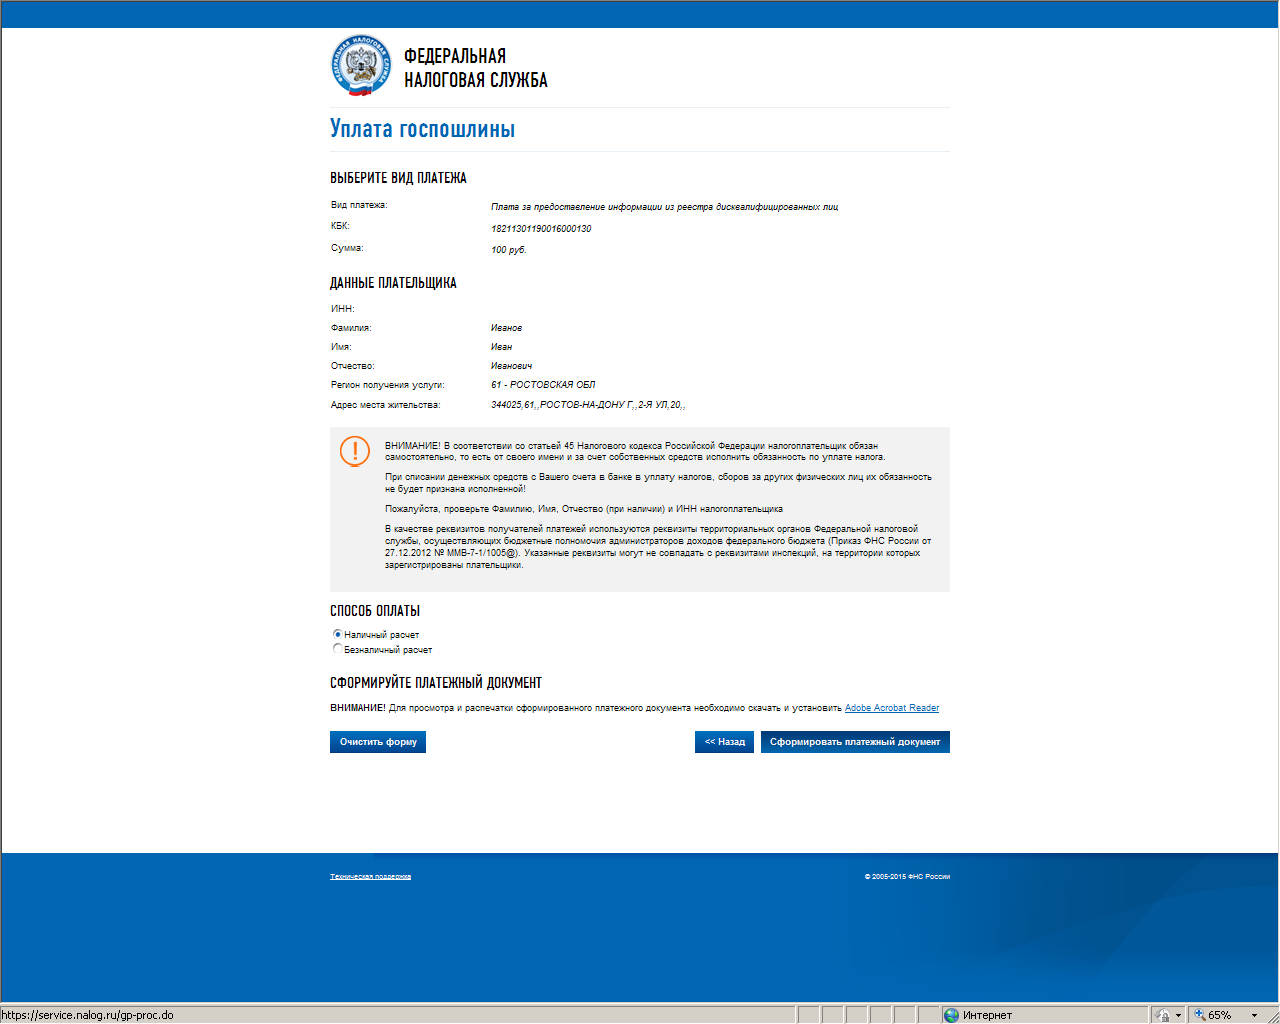 ФЕДЕРАЛЬНАЯ НАЛОГОВАЯ СЛУЖБА
ФЕДЕРАЛЬНАЯ
НАЛОГОВАЯ СЛУЖБА
Уплата госпошлины
ВЫБЕРИТЕ ВИД ПЛАТЕЖА
Вид платежа: Плата за предоставление информации из реестра дисквалифицированных лиц
КБК: 18211301190016000130
Сумма: 100 руб.
ДАННЫЕ ПЛАТЕЛЬЩИКА
ИНН:
Фамилия: Иванов
Имя: Иван
Отчество: Иванович
Регион получения услуги: 61 - РОСТОВСКАЯ ОБЛ
Адрес места жительства: 344025,61,,РОСТОВ-НА-ДОНУ Г,,2-Я УЛ,20,,
ВНИМАНИЕ! В соответствии со статьей 45 Налогового кодекса Российской Федерации налогоплательщик обязан
самостоятельно, то есть от своего имени и за счет собственных средств исполнить обязанность по уплате налога.
При списании денежных средств с Вашего счета в банке в уплату налогов, сборов за других физических лиц их обязанность
не будет признана исполненной!
Пожалуйста, проверьте Фамилию, Имя, Отчество (при наличии) и ИНН налогоплательщика
В качестве реквизитов получателей платежей используются реквизиты территориальных органов Федеральной налоговой
службы, осуществляющих бюджетные полномочия администраторов доходов федерального бюджета (Приказ ФНС России от
27.12.2012 № ММВ-7-1/1005@). Указанные реквизиты могут не совпадать с реквизитами инспекций, на территории которых
зарегистрированы плательщики.
СПОСОБ ОПЛАТЫ
Наличный расчет
Безналичный расчет
СФОРМИРУЙТЕ ПЛАТЕЖНЫЙ ДОКУМЕНТ
ВНИМАНИЕ! Для просмотра и распечатки сформированного платежного документа необходимо скачать и установить Adobe Acrobat Reader
Очистить форму << Назад Сформировать платежный документ
Техническая поддержка © 2005-2015 ФНС России
https://service.nalog.ru/gp-proc.do Интернет 65%